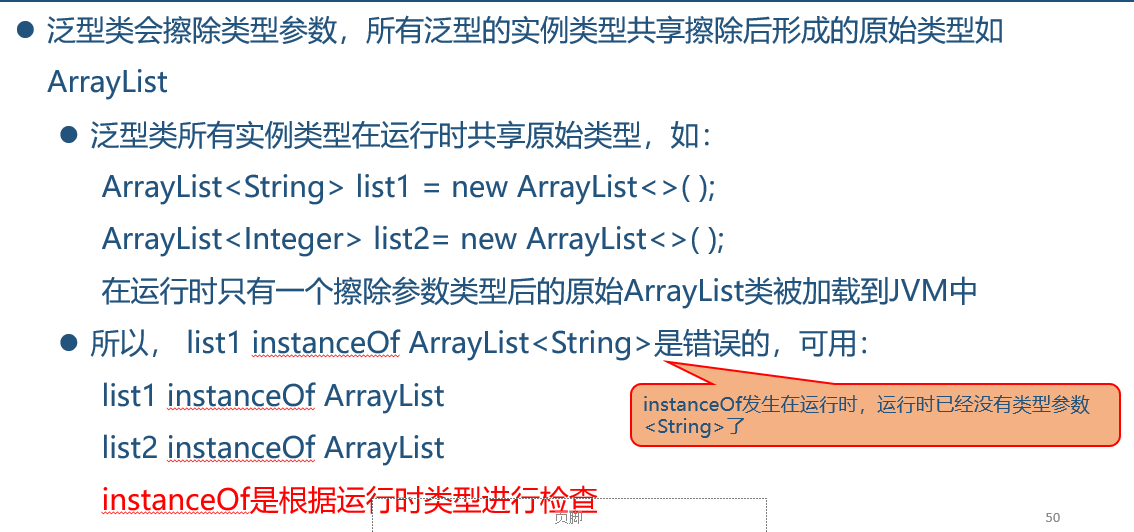 泛型类会擦除类型参数，所有泛型的实例类型共享擦除后形成的原始类型如
ArrayList
泛型类所有实例类型在运行时共享原始类型，如：
ArrayList<String> list1 = new ArrayList<>( );
ArrayList<Integer> list2= new ArrayList<>( );
在运行时只有一个擦除参数类型后的原始ArrayList类被加载到JVM中
所以， list1 instanceOf ArrayList<String>是错误的，可用：
list1 instanceOf ArrayList
instanceOf发生在运行时，运行时已经没有类型参数
<String>了
list2 instanceOf ArrayList
instanceOf是根据运行时类型进行检查
页脚
50